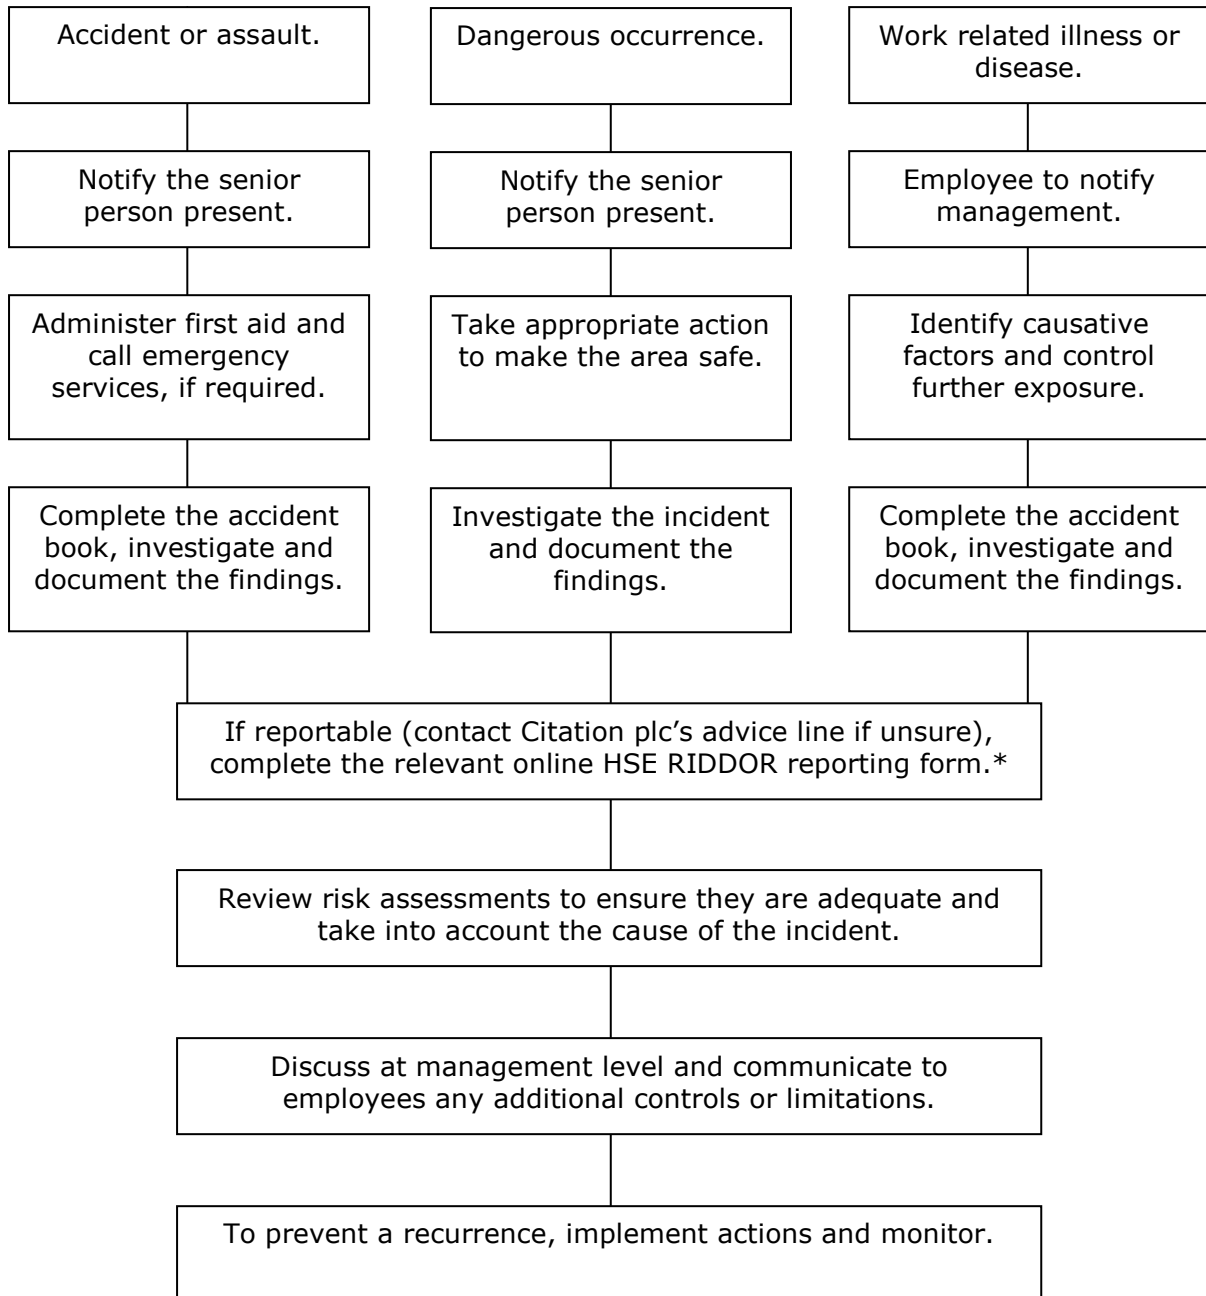 Accident or assault.
Dangerous occurrence.
Work related illness or
disease.
Notify the senior
person present.
Notify the senior
person present.
Employee to notify
management.
Administer first aid and
call emergency
services, if required.
Take appropriate action
to make the area safe.
Identify causative
factors and control
further exposure.
Complete the accident
book, investigate and
document the findings.
Investigate the incident
and document the
findings.
Complete the accident
book, investigate and
document the findings.
If reportable (contact Citation plc’s advice line if unsure),
complete the relevant online HSE RIDDOR reporting form.*
Review risk assessments to ensure they are adequate and
take into account the cause of the incident.
Discuss at management level and communicate to
employees any additional controls or limitations.
To prevent a recurrence, implement actions and monitor.